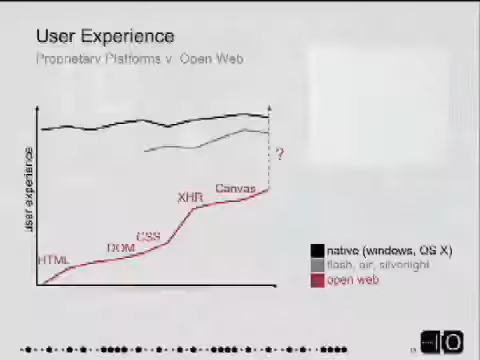 User Experience
Proprietary Platforms v. Open Web
user experience
HTML
DOM
CSS
XHR
Canvas
?
native (windows, OS X)
flash, air, silverlight
open web
IO